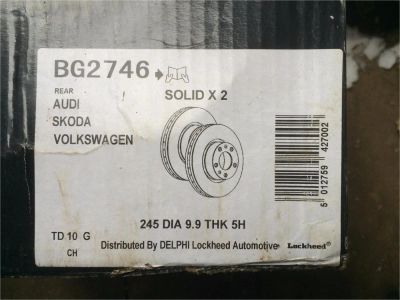 BG2746
REAR
AUDI
SKODA
VOLKSWAGEN
SOLID X 2
5 012759 427002
245 DIA 9.9 THK 5H
TD 10 G
CH
Distributed By DELPHI Lockheed Automotive
Lockheed®